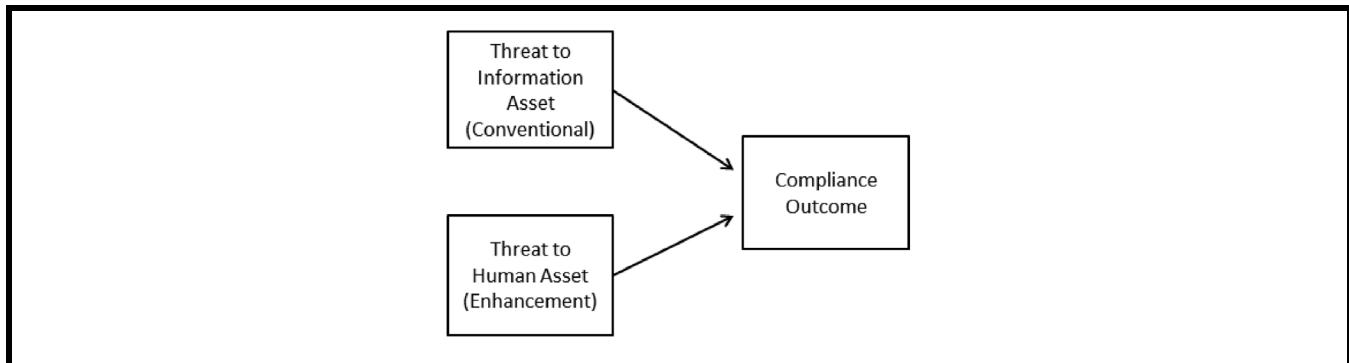 Threat to
Information
Asset
(Conventional)
Compliance
Outcome
Threat to
Human Asset
(Enhancement)